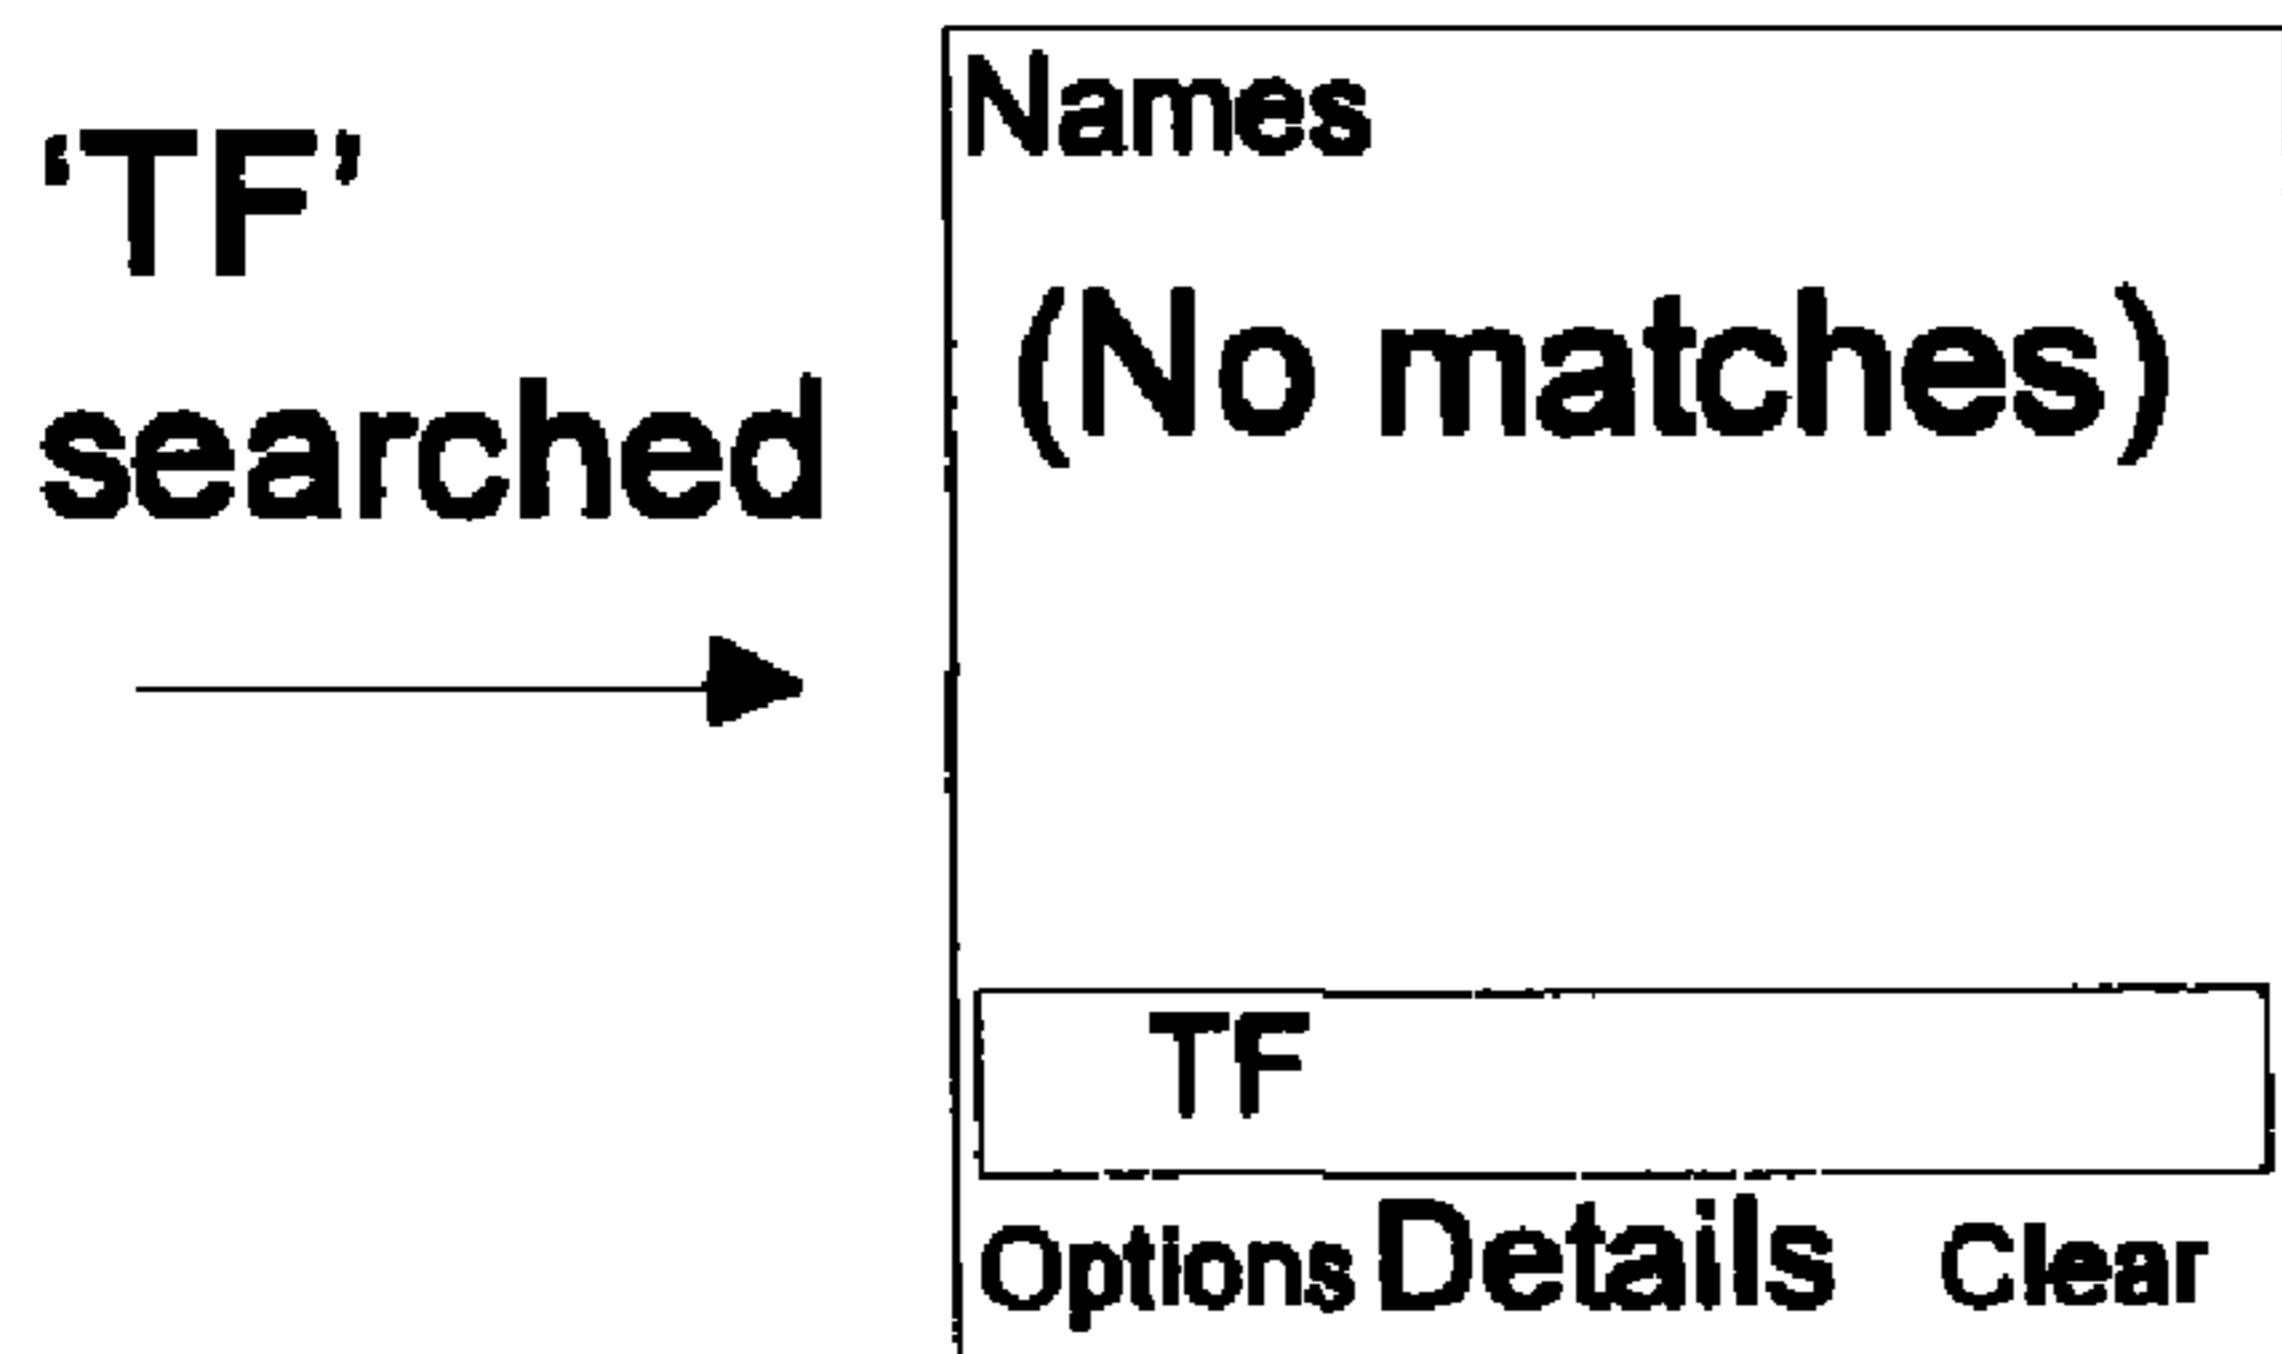 ‘TF’
searched
Names
(No matches)
TF
Options Details Clear